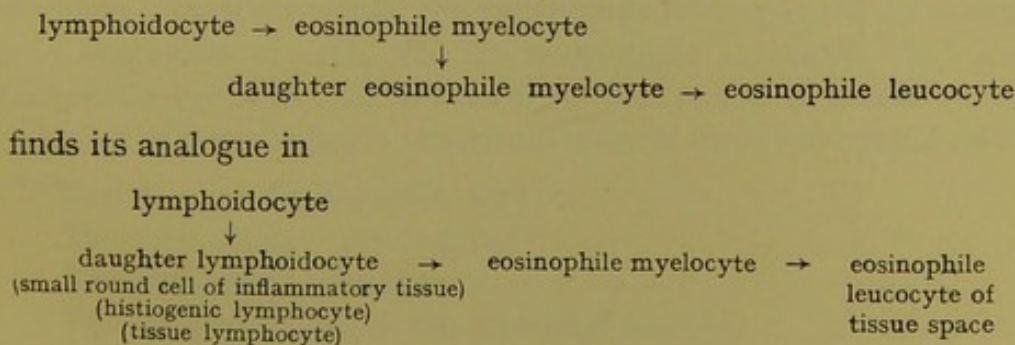 lymphoidocyte → eosinophile myelocyte
↓
daughter eosinophile myelocyte → eosinophile leucocyte
finds its analogue in
lymphoidocyte
↓
daughter lymphoidocyte → eosinophile myelocyte → eosinophile
(small round cell of inflammatory tissue) leucocyte of
(histiogenic lymphocyte) tissue space
(tissue lymphocyte)